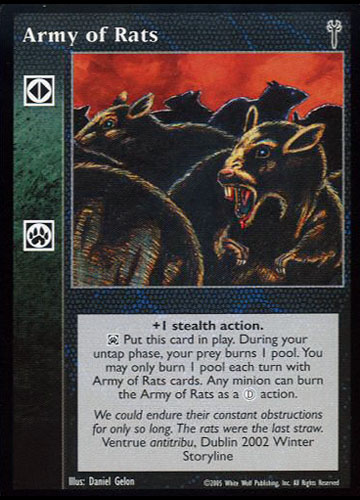 Army of Rats
+1 stealth action.
Put this card in play. During your
untap phase, your prey burns 1 pool. You
may only burn 1 pool each turn with
Army of Rats cards. Any minion can burn
the Army of Rats as a Ⓓ action.
We could endure their constant obstructions
for only so long. The rats were the last straw.
Ventrue antitribu, Dublin 2002 Winter
Storyline
Illus: Daniel Gelon
©2005 White Wolf Publishing, Inc. All Rights Reserved